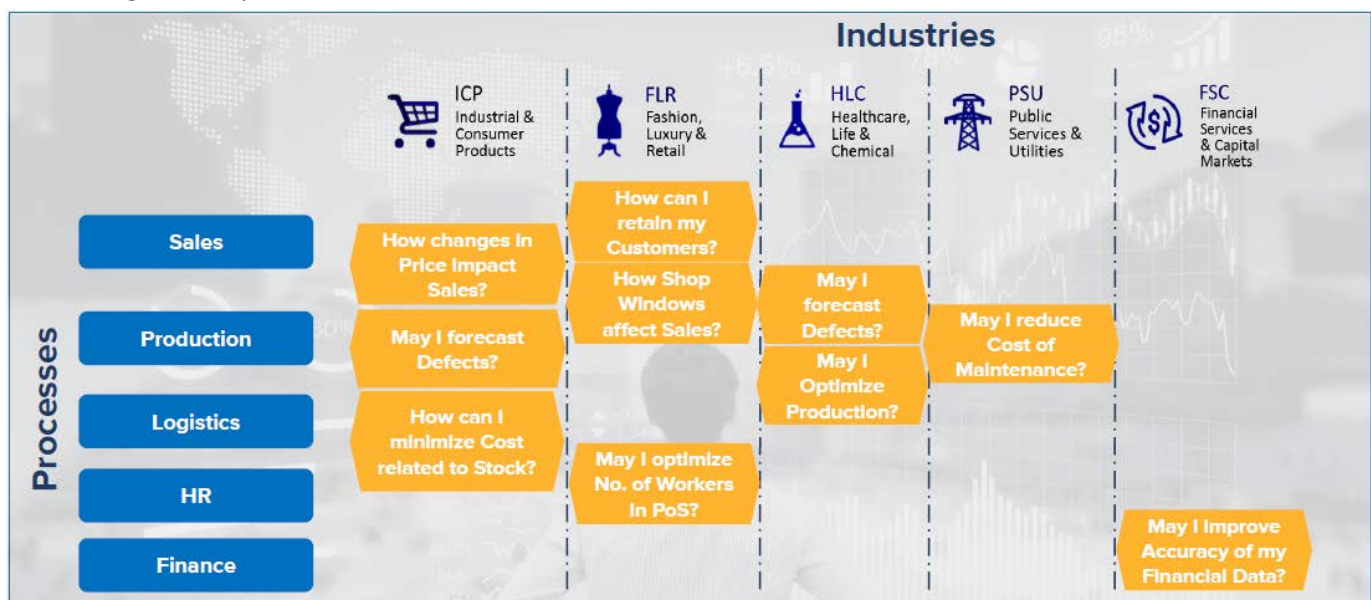 Industries
ICP
Industrial &
Consumer
Products
FLR
Fashion,
Luxury &
Retail
HLC
Healthcare,
Life &
Chemical
PSU
Public
Services &
Utilities
FSC
Financial
Services
& Capital
Markets
Processes
Sales
Production
Logistics
HR
Finance
How changes in
Price Impact
Sales?
May I forecast
Defects?
How can I
minimize Cost
related to Stock?
How can I
retain my
Customers?
How Shop
Windows
affect Sales?
May I optimize
No. of Workers
in PoS?
May I
forecast
Defects?
May I
Optimize
Production?
May I reduce
Cost of
Maintenance?
May I Improve
Accuracy of my
Financial Data?